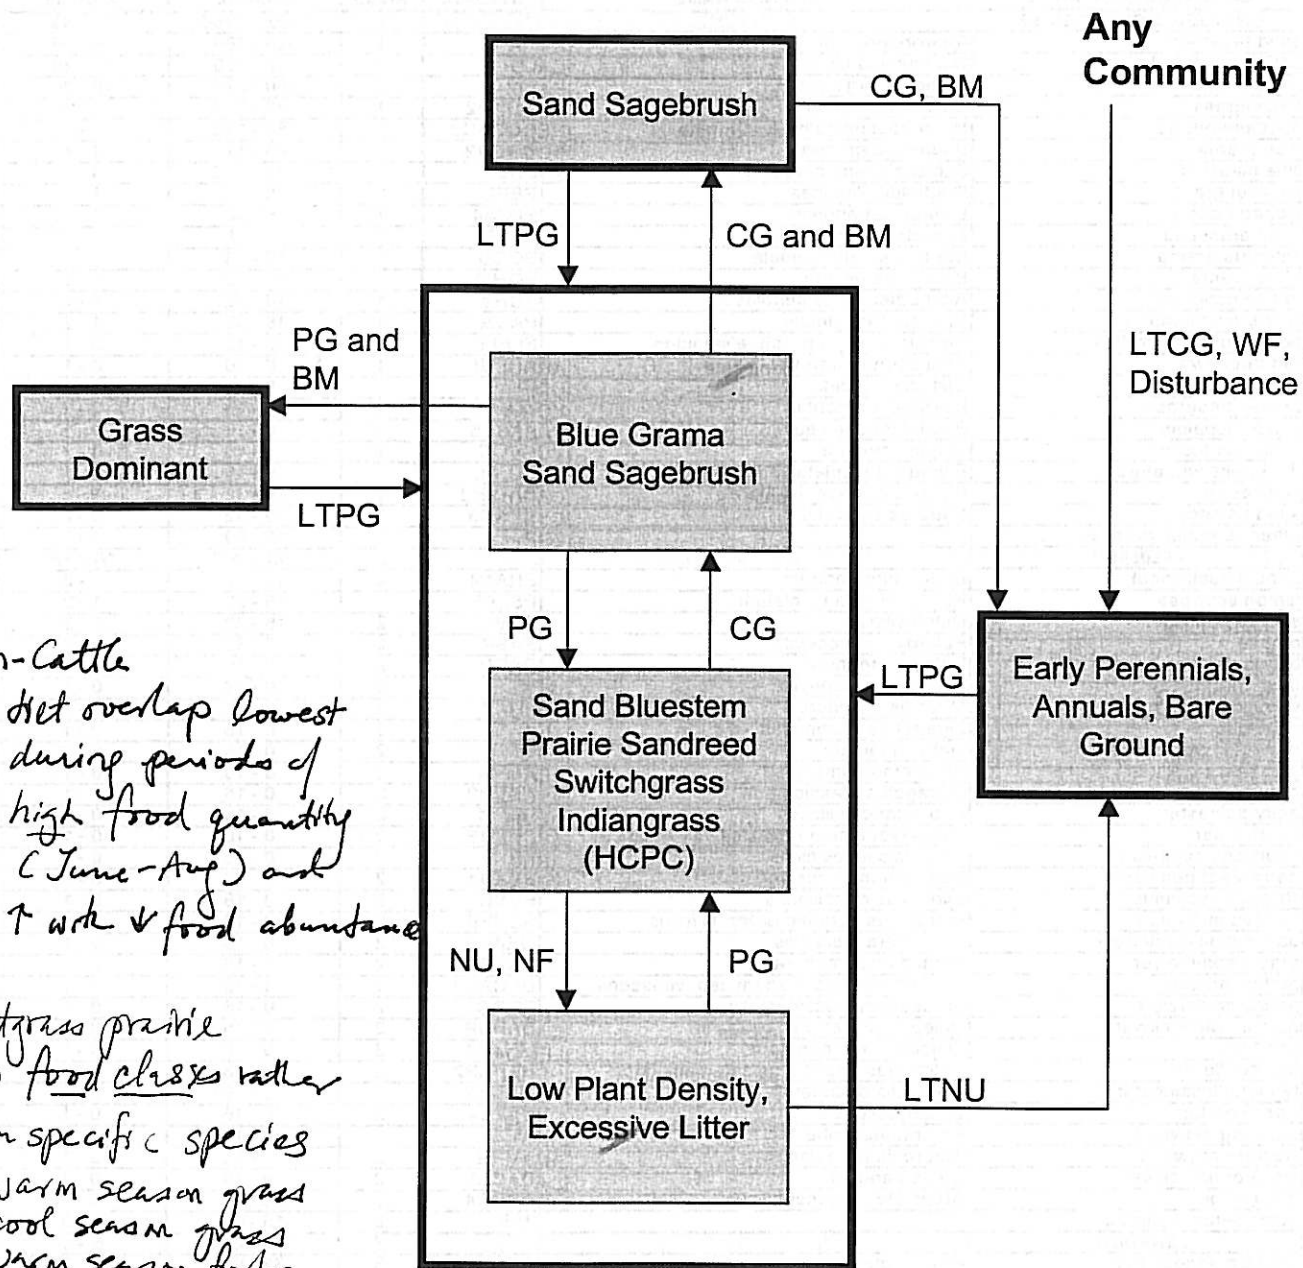 Any
Community
Sand Sagebrush
CG, BM
LTPG
CG and BM
LTCG, WF,
Disturbance
PG and
BM
Grass
Dominant
LTPG
Blue Grama
Sand Sagebrush
PG
CG
Early Perennials,
Annuals, Bare
Ground
LTPG
Sand Bluestem
Prairie Sandreed
Switchgrass
Indiangrass
(HCPC)
NU, NF
PG
Low Plant Density,
Excessive Litter
LTNU
-Cattle
diet overlap lowest
during periods of
high food quantity
(June-Aug) and
↑ with ↓ food abundance
prairie
food classes rather
specific species
warm season grass
cool season grass
warm season